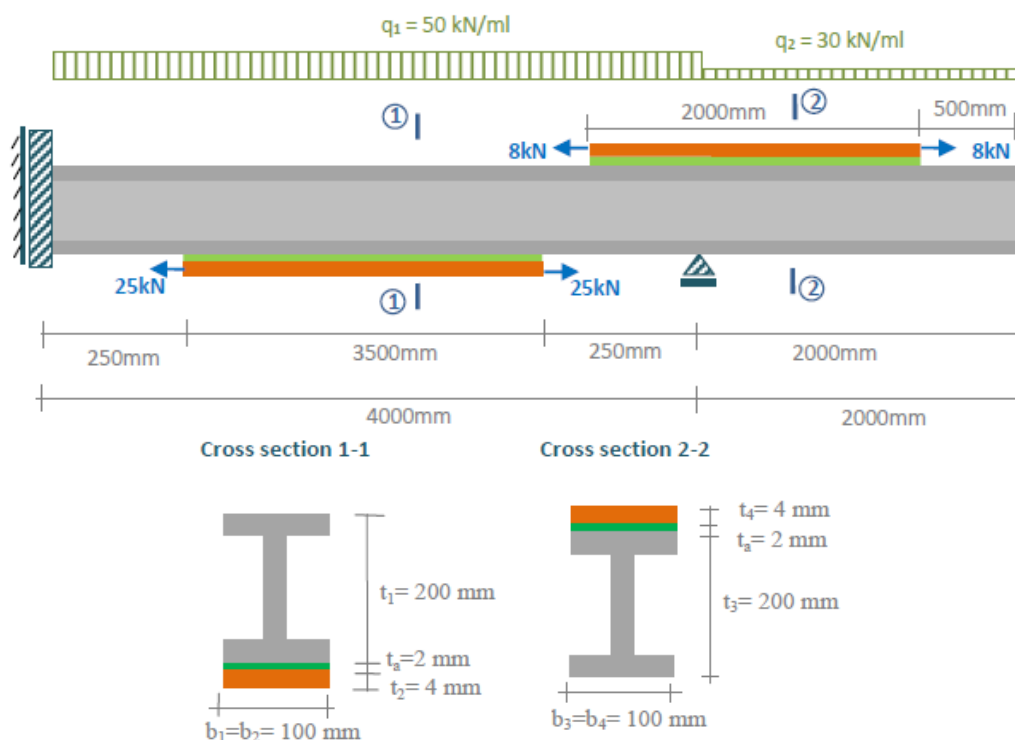 q₁ = 50 kN/ml
q₂ = 30 kN/ml
① ②
2000mm 500mm
8kN 8kN
25kN 25kN
① ②
250mm 3500mm 250mm 2000mm
4000mm 2000mm
Cross section 1-1 Cross section 2-2
t₄= 4 mm
tₐ= 2 mm
t₁= 200 mm
t₃= 200 mm
tₐ=2 mm
t₂= 4 mm
b₁=b₂= 100 mm
b₃=b₄= 100 mm